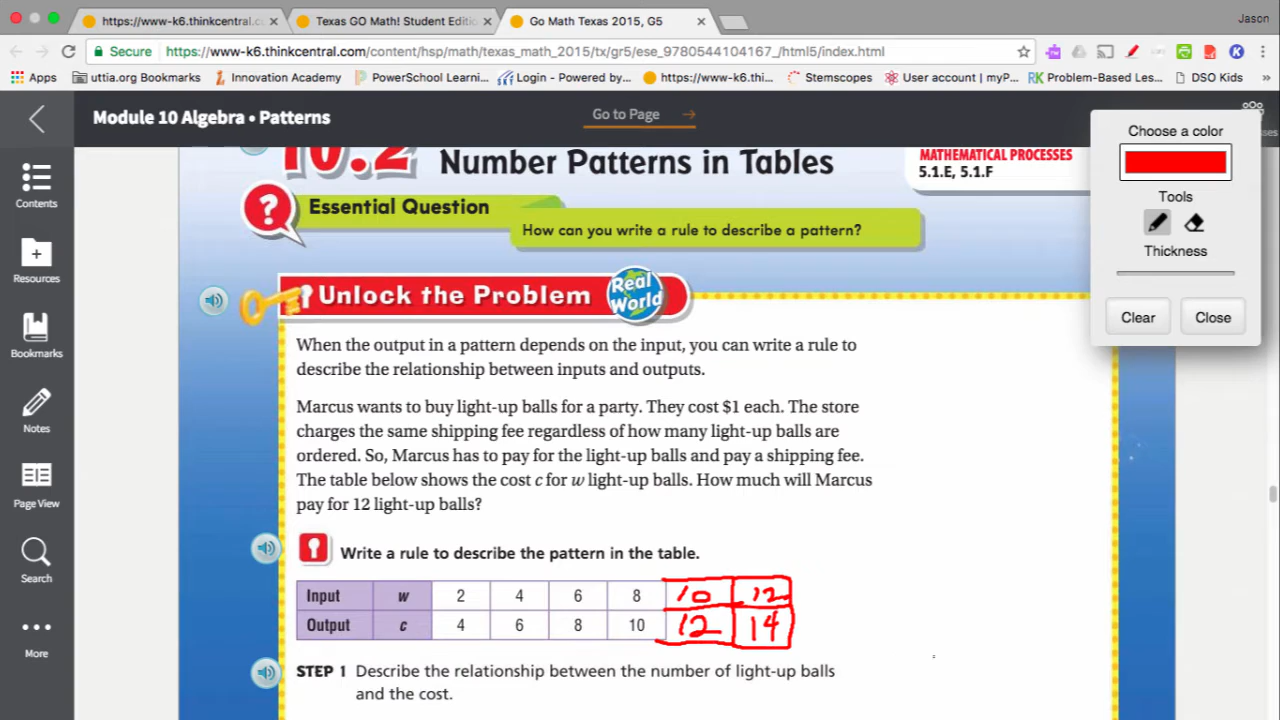 https://www-k6.thinkcentral.cu
Texas GO Math! Student Editic
Go Math Texas 2015, G5
Jason
Secure
https://www-k6.thinkcentral.com/content/hsp/math/texas_math_2015/tx/gr5/ese_9780544104167_/html5/index.html
Apps
uttia.org Bookmarks
Innovation Academy
PowerSchool Learni...
Login - Powered by...
https://www-k6.thi...
Stemscopes
User account | myP...
Problem-Based Les...
DSO Kids
»
Module 10 Algebra • Patterns
Go to Page
Contents
Resources
Bookmarks
Notes
Page View
Search
More
10.2
Number Patterns in Tables
MATHEMATICAL PROCESSES
5.1.E, 5.1.F
Essential Question
How can you write a rule to describe a pattern?
Unlock the Problem
Real
World
When the output in a pattern depends on the input, you can write a rule to
describe the relationship between inputs and outputs.
Marcus wants to buy light-up balls for a party. They cost $1 each. The store
charges the same shipping fee regardless of how many light-up balls are
ordered. So, Marcus has to pay for the light-up balls and pay a shipping fee.
The table below shows the cost c for w light-up balls. How much will Marcus
pay for 12 light-up balls?
Write a rule to describe the pattern in the table.
Input w 2 4 6 8 10 12
Output c 4 6 8 10 12 14
STEP 1 Describe the relationship between the number of light-up balls
and the cost.
Choose a color
Tools
Thickness
Clear
Close